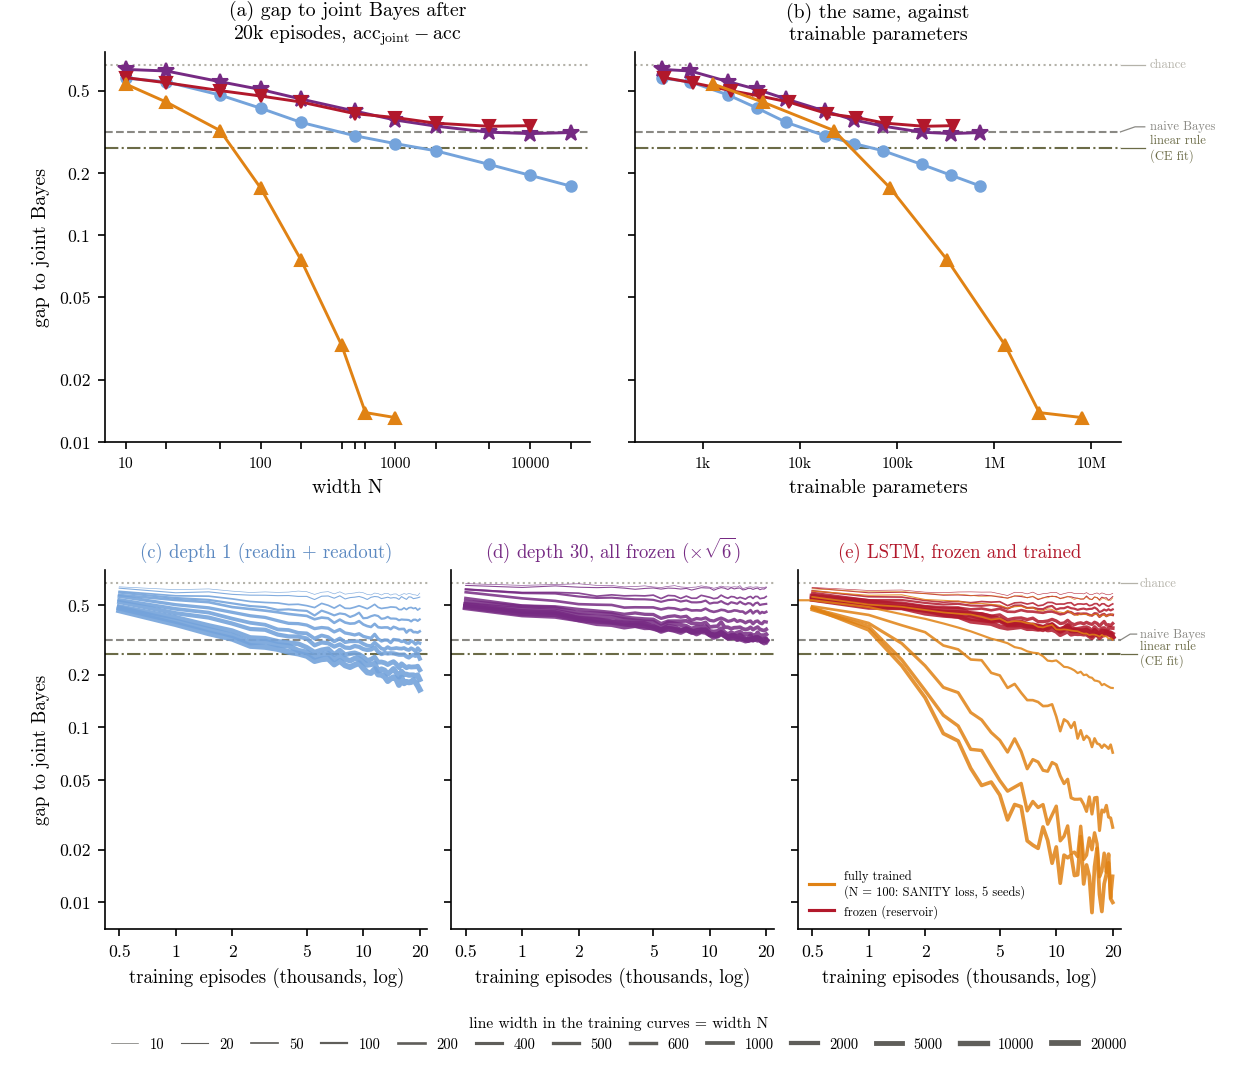 (a) gap to joint Bayes after
20k episodes, acc_joint − acc
(b) the same, against
trainable parameters
gap to joint Bayes
0.5
0.2
0.1
0.05
0.02
0.01
10
100
1000
10000
width N
1k
10k
100k
1M
10M
trainable parameters
chance
naive Bayes
linear rule
(CE fit)
(c) depth 1 (readin + readout)
(d) depth 30, all frozen (×√6)
(e) LSTM, frozen and trained
gap to joint Bayes
0.5
0.2
0.1
0.05
0.02
0.01
0.5 1 2 5 10 20
training episodes (thousands, log)
0.5 1 2 5 10 20
training episodes (thousands, log)
0.5 1 2 5 10 20
training episodes (thousands, log)
chance
naive Bayes
linear rule
(CE fit)
fully trained
(N = 100: SANITY loss, 5 seeds)
frozen (reservoir)
line width in the training curves = width N
10 20 50 100 200 400 500 600 1000 2000 5000 10000 20000